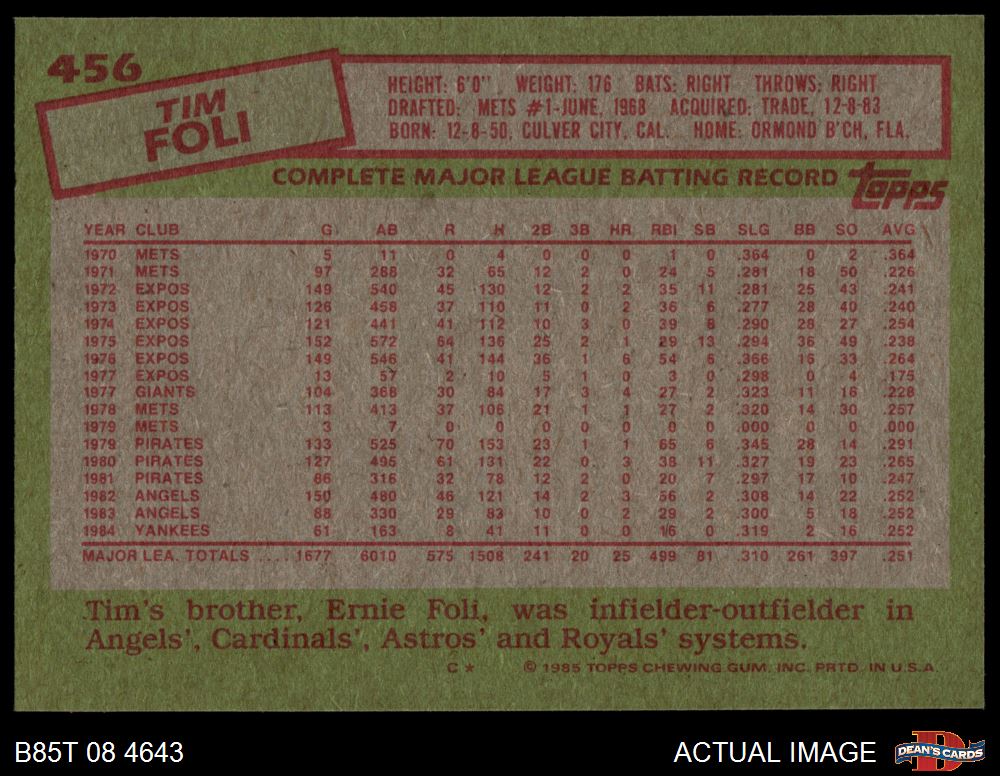 456
TIM
FOLI
HEIGHT: 6'0" WEIGHT: 176 BATS: RIGHT THROWS: RIGHT
DRAFTED: METS #1-JUNE, 1968 ACQUIRED: TRADE, 12-8-83
BORN: 12-8-50, CULVER CITY, CAL. HOME: ORMOND B'CH, FLA.
COMPLETE MAJOR LEAGUE BATTING RECORD topps
YEAR CLUB G AB R H 2B 3B HR RBI SB SLG BB SO AVG
1970 METS 5 11 0 4 0 0 0 1 0 .364 0 2 .364
1971 METS 97 288 32 65 12 2 0 24 5 .281 18 50 .226
1972 EXPOS 149 540 45 130 12 2 2 35 11 .281 25 43 .241
1973 EXPOS 126 458 37 110 11 0 2 36 6 .277 28 40 .240
1974 EXPOS 121 441 41 112 10 3 0 39 8 .290 28 27 .254
1975 EXPOS 152 572 64 136 25 2 1 29 13 .294 36 49 .238
1976 EXPOS 149 546 41 144 36 1 6 54 6 .366 16 33 .264
1977 EXPOS 13 57 2 10 5 1 0 3 0 .298 0 4 .175
1977 GIANTS 104 368 30 84 17 3 4 27 2 .323 11 16 .228
1978 METS 113 413 37 106 21 1 1 27 2 .320 14 30 .257
1979 METS 3 7 0 0 0 0 0 0 0 .000 0 0 .000
1979 PIRATES 133 525 70 153 23 1 1 65 6 .345 28 14 .291
1980 PIRATES 127 495 61 131 22 0 3 38 11 .327 19 23 .265
1981 PIRATES 86 316 32 78 12 2 0 20 7 .297 17 10 .247
1982 ANGELS 150 480 46 121 14 2 3 56 2 .308 14 22 .252
1983 ANGELS 88 330 29 83 10 0 2 29 2 .300 5 18 .252
1984 YANKEES 61 163 8 41 11 0 0 16 0 .319 2 16 .252
MAJOR LEA. TOTALS .... 1677 6010 575 1508 241 20 25 499 81 .310 261 397 .251
Tim's brother, Ernie Foli, was infielder-outfielder in
Angels', Cardinals', Astros' and Royals' systems.
C * © 1985 TOPPS CHEWING GUM, INC. PRTD. IN U.S.A.
B85T 08 4643 ACTUAL IMAGE D DEAN'S CARDS